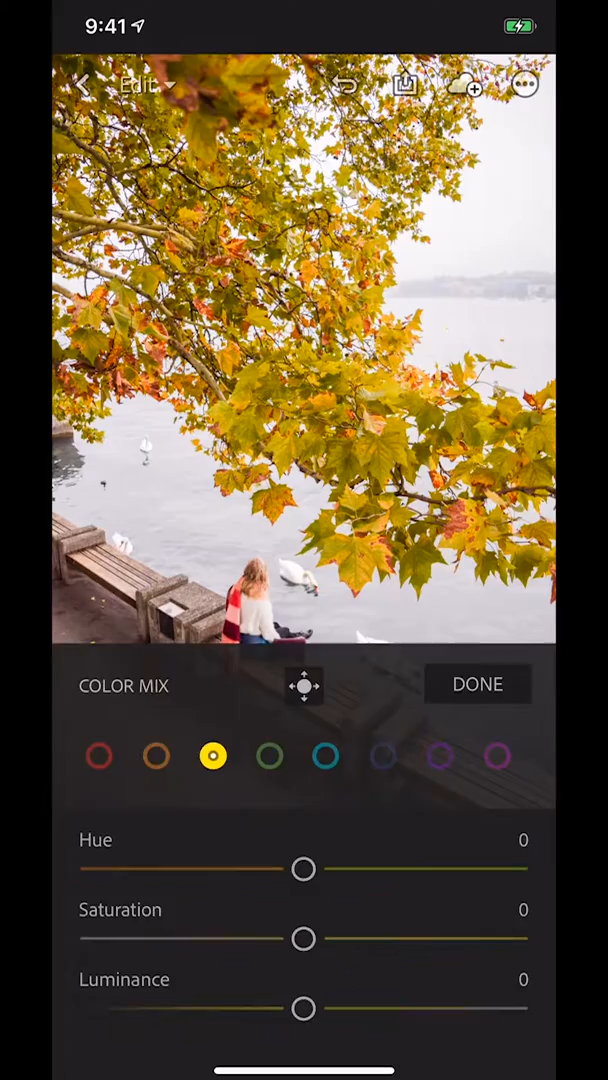 9:41
Edit
COLOR MIX
DONE
Hue 0
Saturation 0
Luminance 0